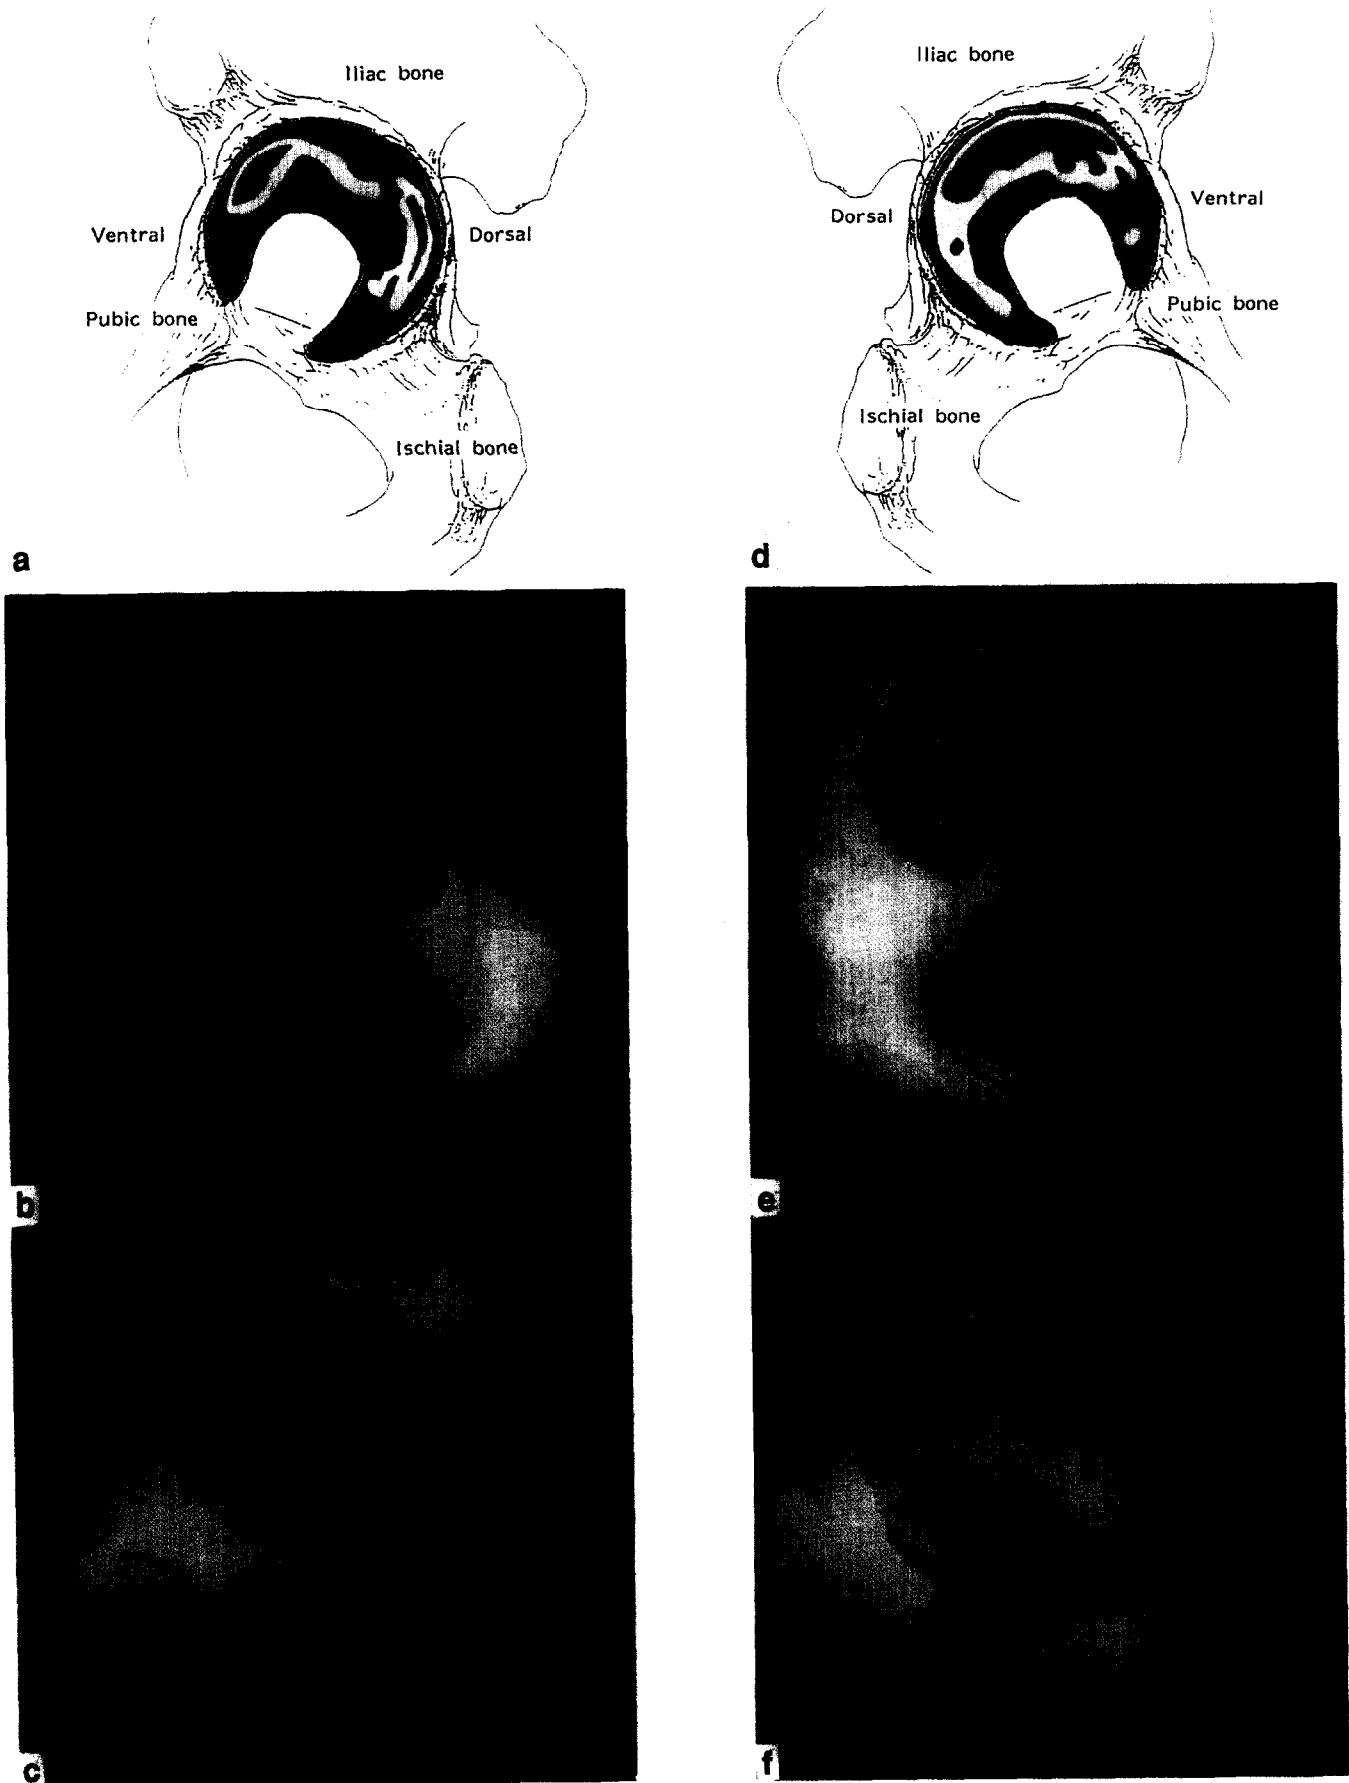 Iliac bone
Ventral
Dorsal
Pubic bone
Ischial bone
a
Iliac bone
Dorsal
Ventral
Pubic bone
Ischial bone
d
b
e
c
f